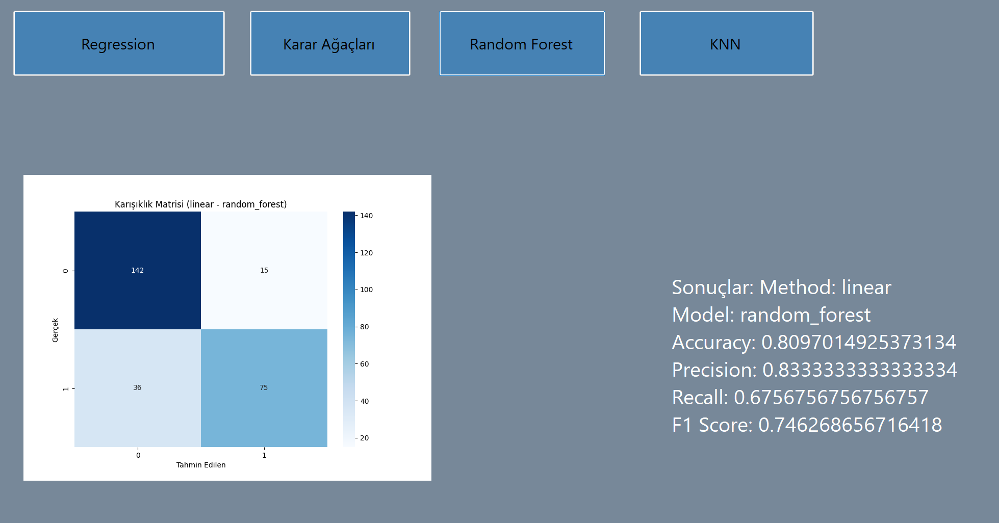 Regression
Karar Ağaçları
Random Forest
KNN
Karışıklık Matrisi (linear - random_forest)
142
15
36
75
0
1
Gerçek
0
1
Tahmin Edilen
140
120
100
80
60
40
20
Sonuçlar: Method: linear
Model: random_forest
Accuracy: 0.8097014925373134
Precision: 0.8333333333333334
Recall: 0.6756756756756757
F1 Score: 0.746268656716418